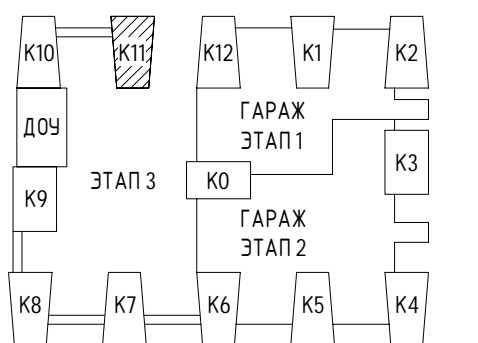 К10
К11
К12
К1
К2
ГАРАЖ
ЭТАП 1
ДОУ
К3
ЭТАП 3
К0
К9
ГАРАЖ
ЭТАП 2
К8
К7
К6
К5
К4